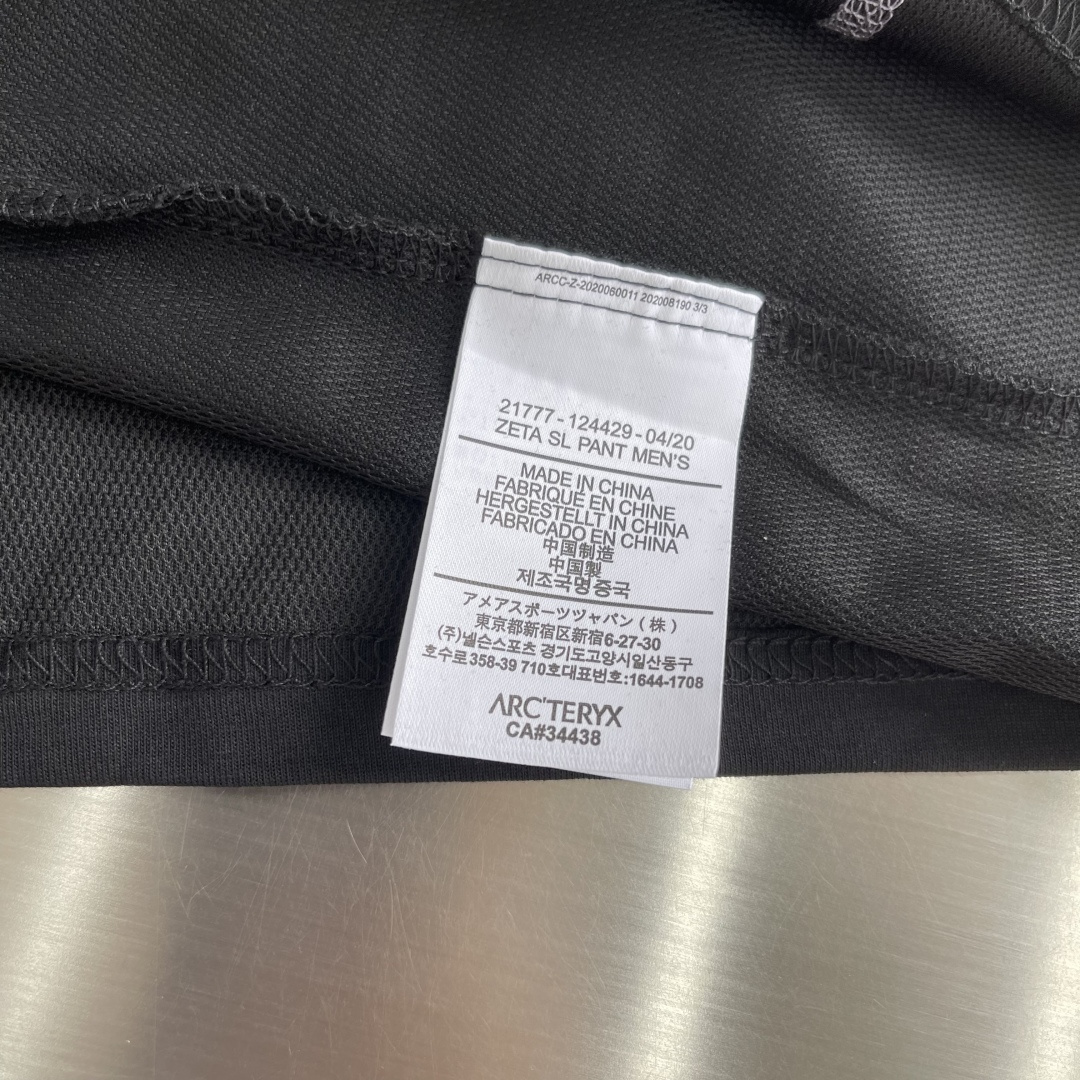 ARCC-Z-2020060011 202008190 3/3
21777-124429-04/20
ZETA SL PANT MEN'S
MADE IN CHINA
FABRIQUÉ EN CHINE
HERGESTELLT IN CHINA
FABRICADO EN CHINA
中国制造
中国製
제조국명중국
アメアスポーツジャパン(株)
東京都新宿区新宿6-27-30
(주)넬슨스포츠 경기도고양시일산동구
호수로358-39 710호대표번호:1644-1708
ARC'TERYX
CA#34438